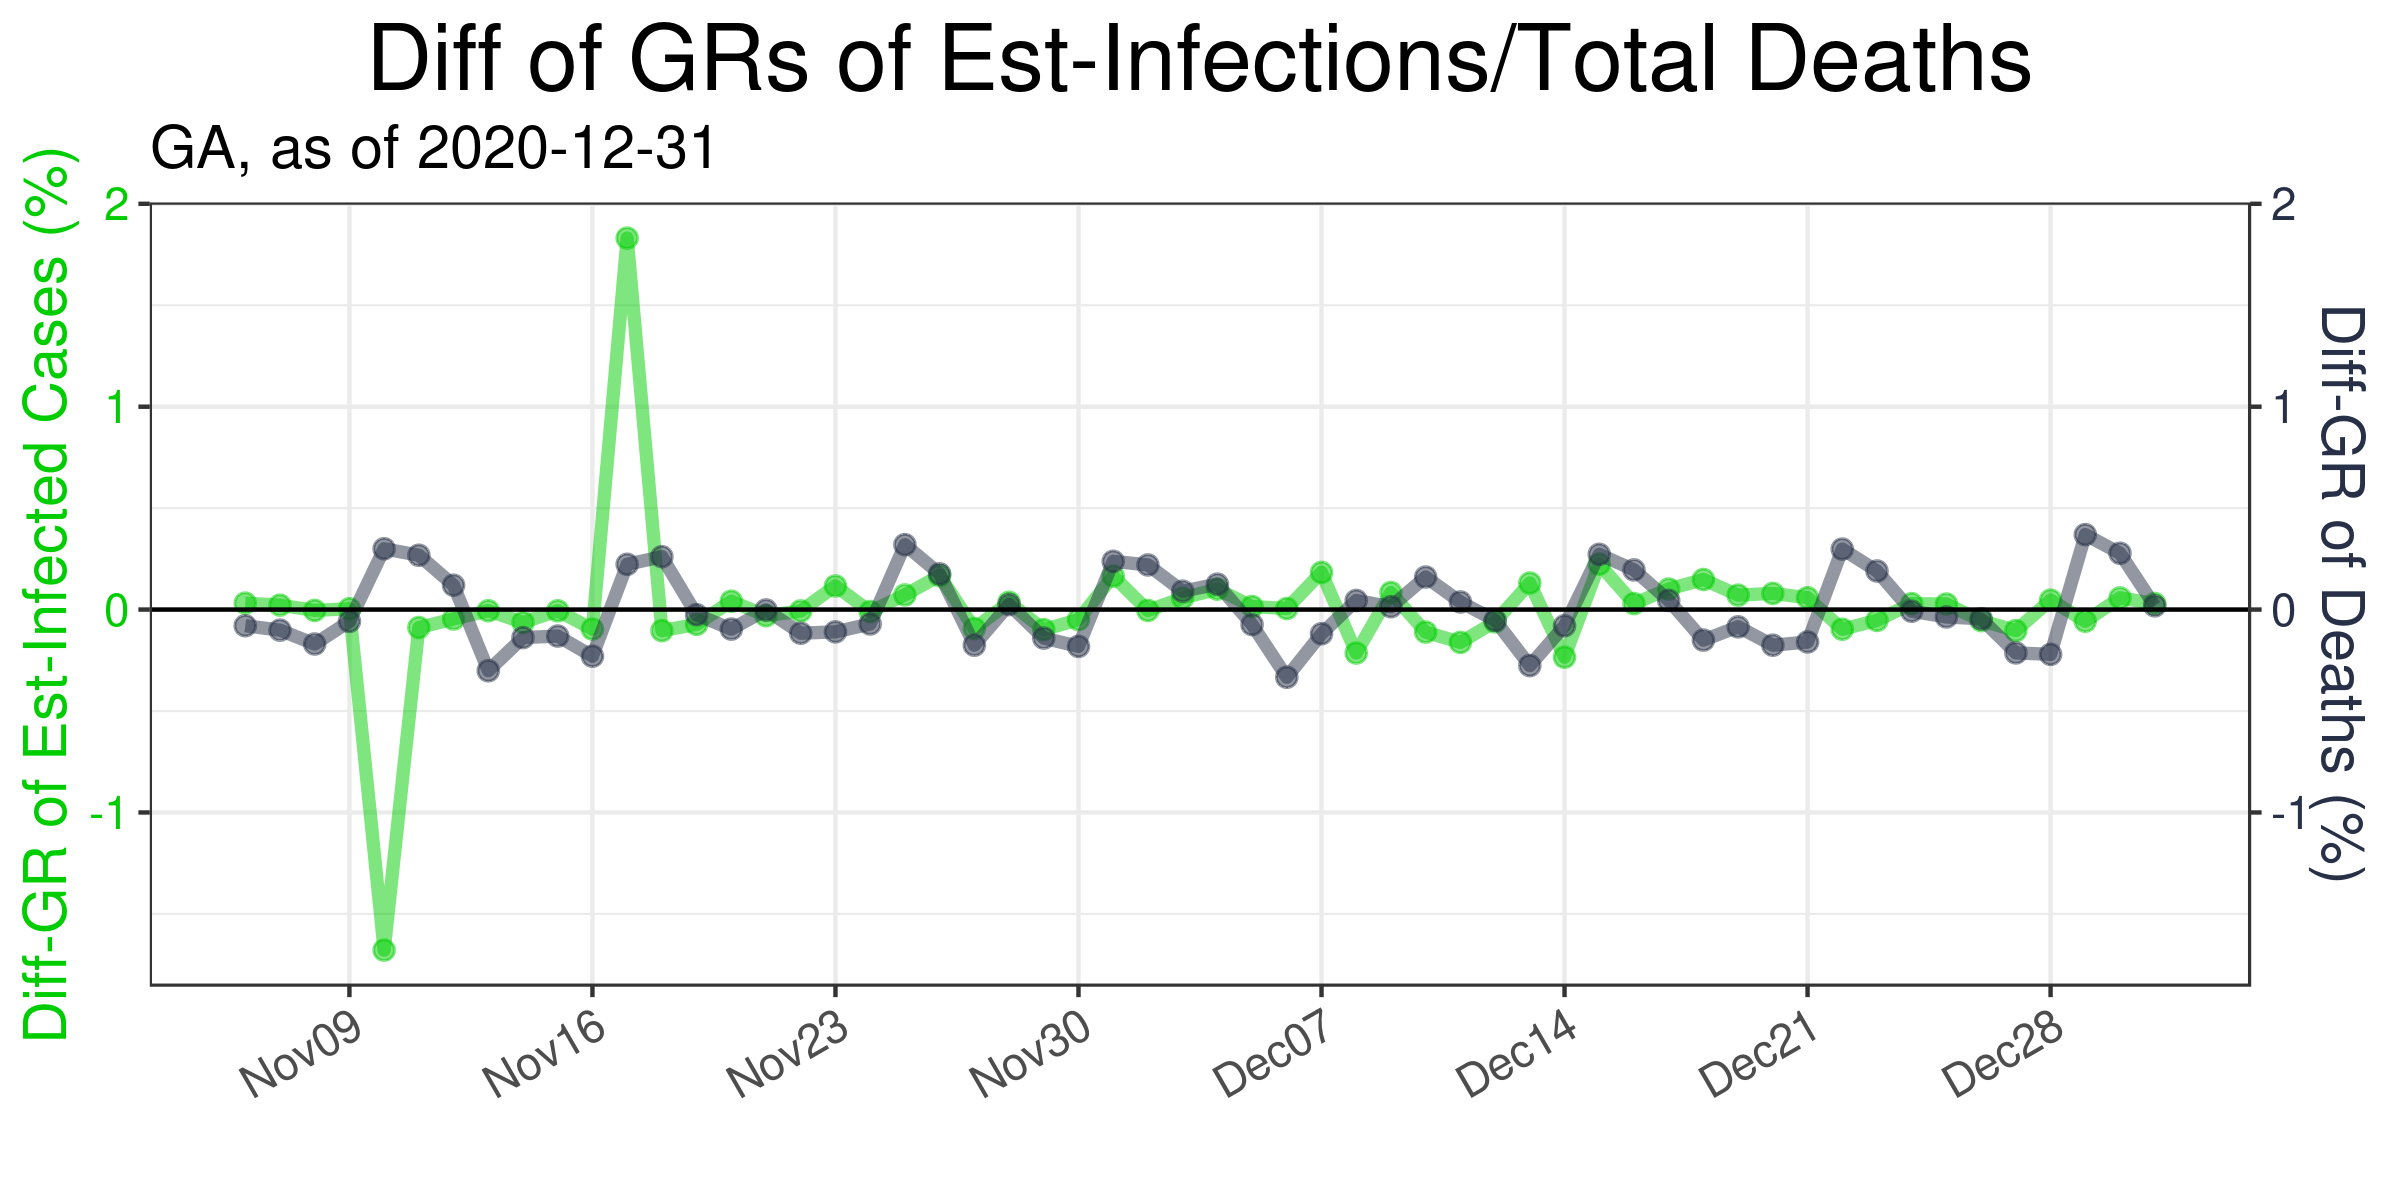 Diff of GRs of Est-Infections/Total Deaths
GA, as of 2020-12-31
Diff-GR of Est-Infected Cases (%)
2
1
0
-1
2
1
0
-1
Diff-GR of Deaths (%)
Nov09
Nov16
Nov23
Nov30
Dec07
Dec14
Dec21
Dec28